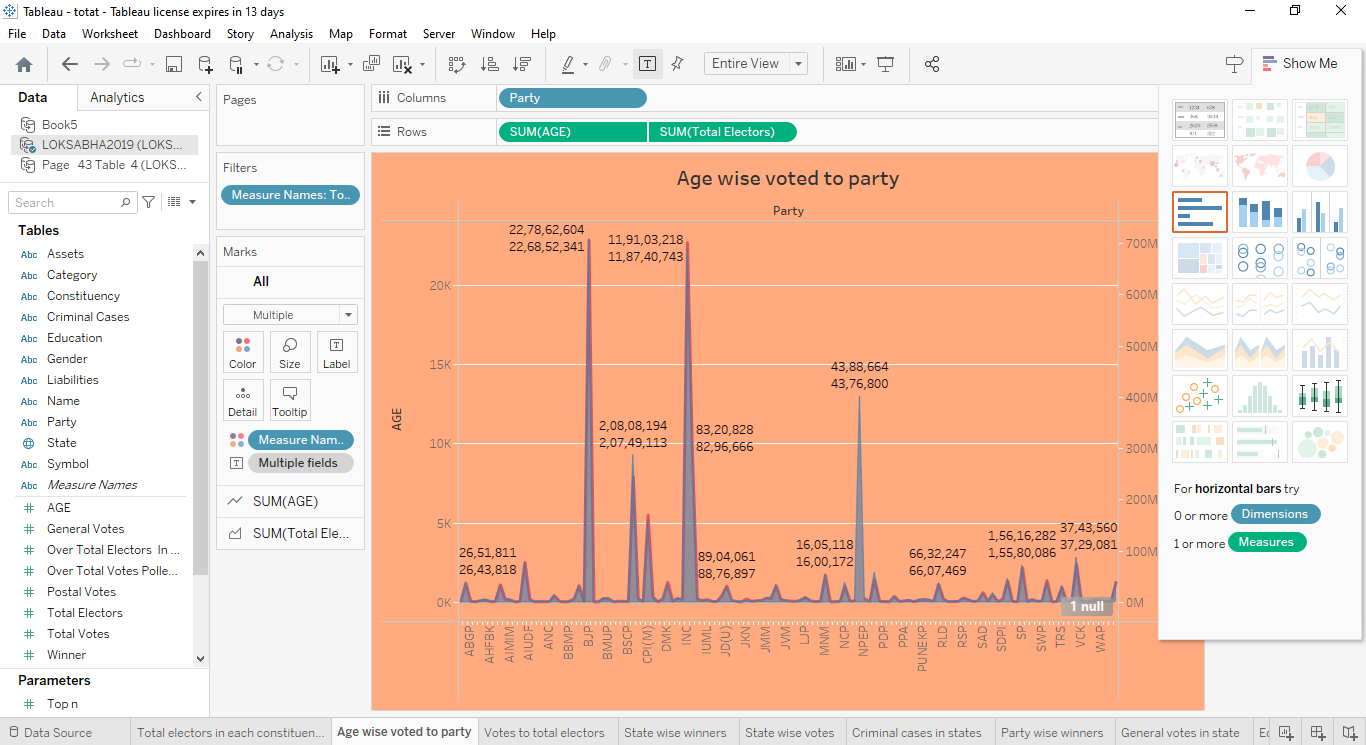 Tableau - totat - Tableau license expires in 13 days
File Data Worksheet Dashboard Story Analysis Map Format Server Window Help
Entire View
Show Me
Data Analytics
Book5
LOKSABHA2019 (LOKS...
Page 43 Table 4 (LOKS...
Search
Tables
Abc Assets
Abc Category
Abc Constituency
Abc Criminal Cases
Abc Education
Abc Gender
Abc Liabilities
Abc Name
Abc Party
State
Abc Symbol
Abc Measure Names
# AGE
# General Votes
# Over Total Electors In ...
# Over Total Votes Polle...
# Postal Votes
# Total Electors
# Total Votes
# Winner
Parameters
# Top n
Pages
Filters
Measure Names: To..
Marks
All
Multiple
Color Size Label
Detail Tooltip
Measure Nam..
Multiple fields
SUM(AGE)
SUM(Total Ele...
Columns Party
Rows SUM(AGE) SUM(Total Electors)
Age wise voted to party
Party
22,78,62,604
22,68,52,341
11,91,03,218
11,87,40,743
43,88,664
43,76,800
2,08,08,194
2,07,49,113
83,20,828
82,96,666
26,51,811
26,43,818
89,04,061
88,76,897
16,05,118
16,00,172
66,32,247
66,07,469
1,56,16,282
1,55,80,086
37,43,560
37,29,081
AGE
20K
15K
10K
5K
0K
700M
600M
500M
400M
300M
200M
100M
0M
1 null
ABGP AHFBK AIMIM AIUDF ANC BBMP BJP BMUP BSCP CPI(M) DMK INC IUML JD(U) JKN JMM JVM LJP MNM NCP NPEP PDP PPA PUNEKP RLD RSP SAD SDPI SP SWP TRS VCK WAP
For horizontal bars try
0 or more Dimensions
1 or more Measures
Data Source Total electors in each constituen... Age wise voted to party Votes to total electors State wise winners State wise votes Criminal cases in states Party wise winners General votes in state